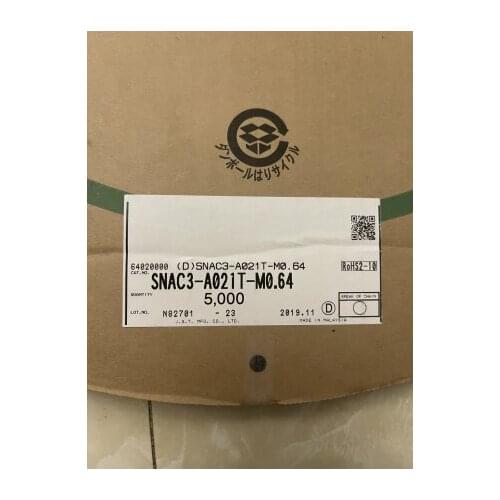 ダンボールはリサイクル
64020000 (D)SNAC3-A021T-M0.64
CAT.NO.
SNAC3-A021T-M0.64
RoHS2-10
QUANTITY
5,000
BREAK OF CHAIN
LOT.NO. N82701 - 23 2019.11 D
J.S.T. MFG. CO., LTD. MADE IN MALAYSIA